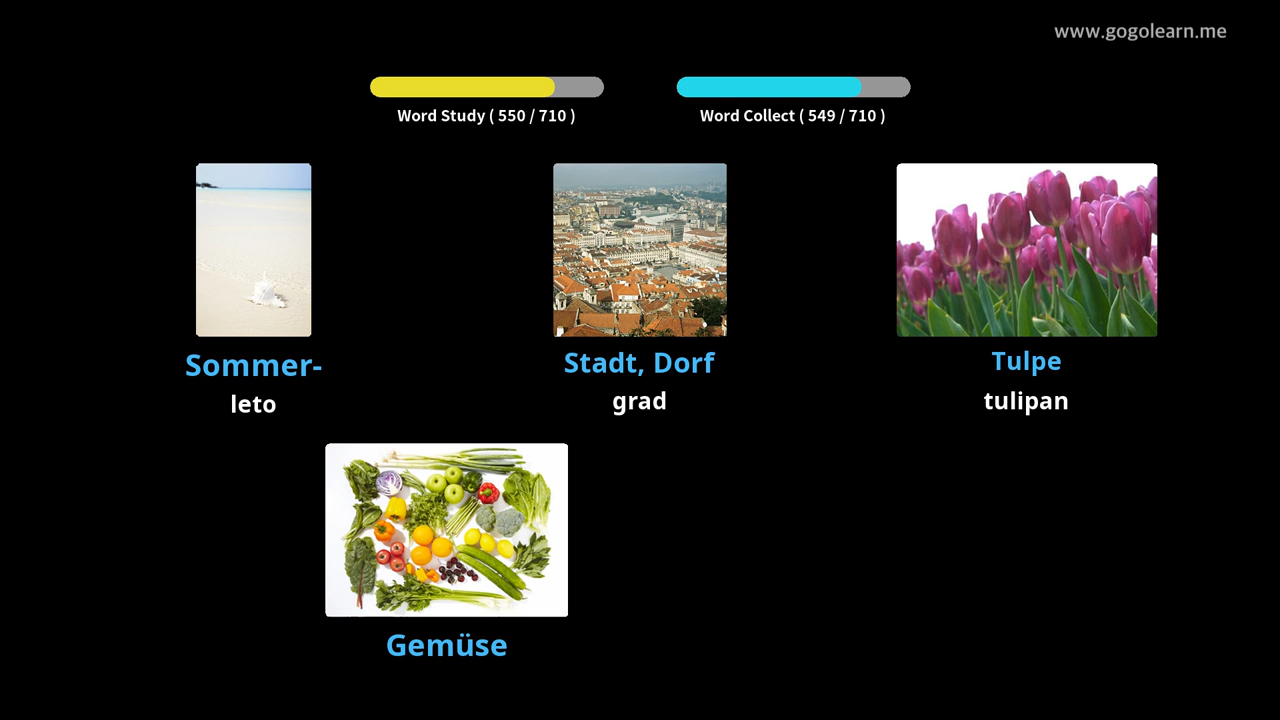 www.gogolearn.me
Word Study ( 550 / 710 )
Word Collect ( 549 / 710 )
Sommer-
leto
Stadt, Dorf
grad
Tulpe
tulipan
Gemüse